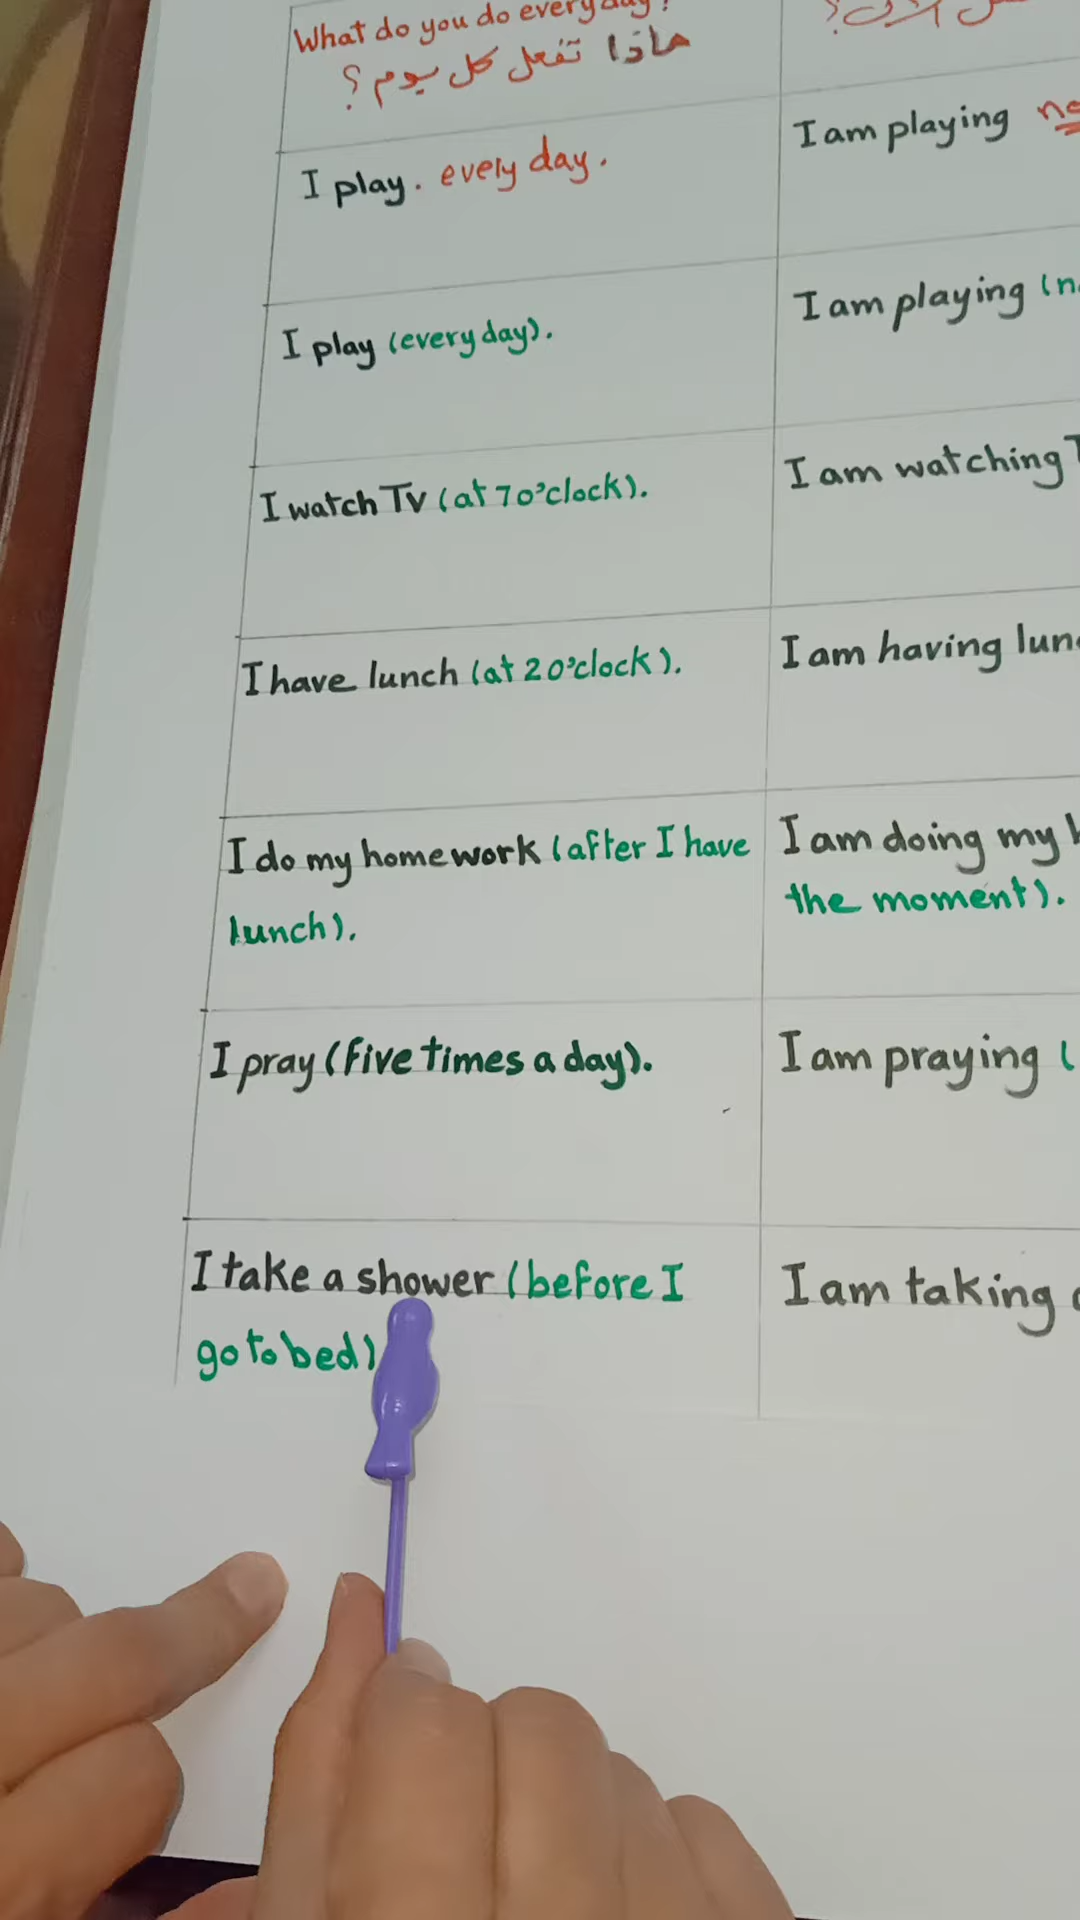 What do you do every day?
ماذا تفعل كل يوم؟
I play. every day.
I am playing
I play (every day).
I am playing
I watch TV (at 7 o'clock).
I am watching
I have lunch (at 2 o'clock).
I am having
I do my homework (after I have
lunch).
I am doing my
the moment).
I pray (five times a day).
I am praying (
I take a shower (before I
go to bed)
I am taking